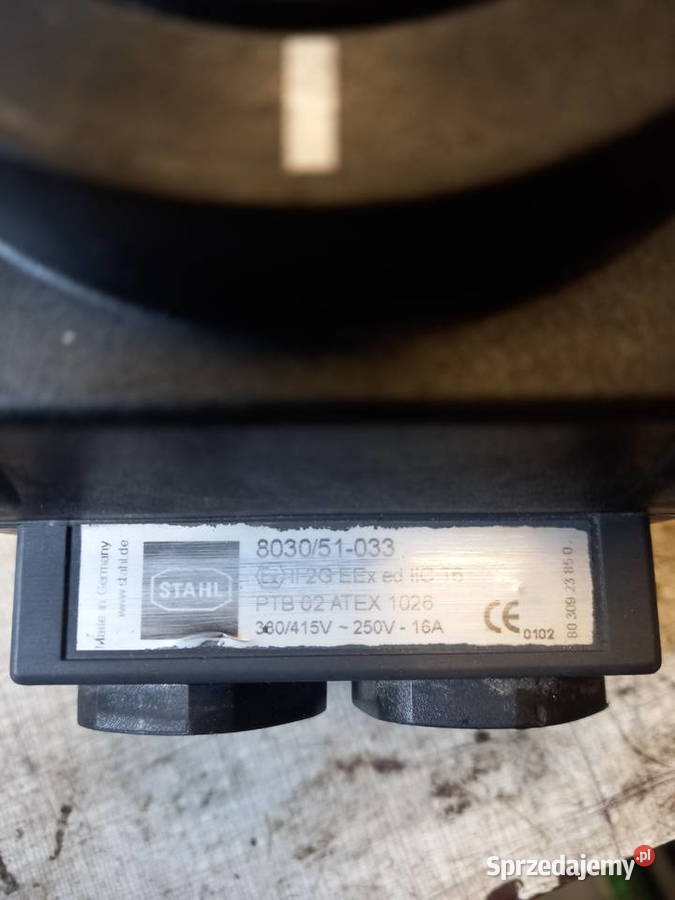 Made in Germany
www.stahl.de
STAHL
8030/51-033
Ex II 2G EEx ed IIC T6
PTB 02 ATEX 1026
380/415V ~ 250V - 16A
CE 0102
80 309 23 85 0
Sprzedajemy.pl